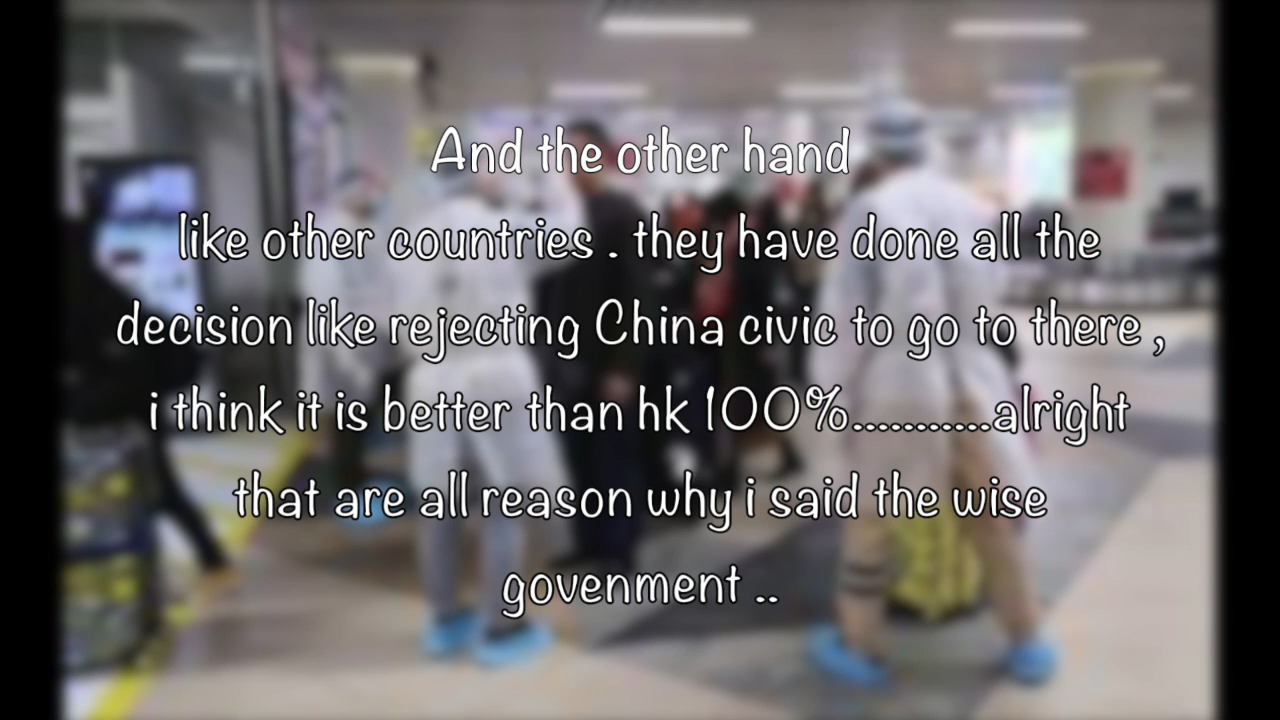 And the other hand
like other countries . they have done all the
decision like rejecting China civic to go to there ,
i think it is better than hk 100%...........alright
that are all reason why i said the wise
govenment ..